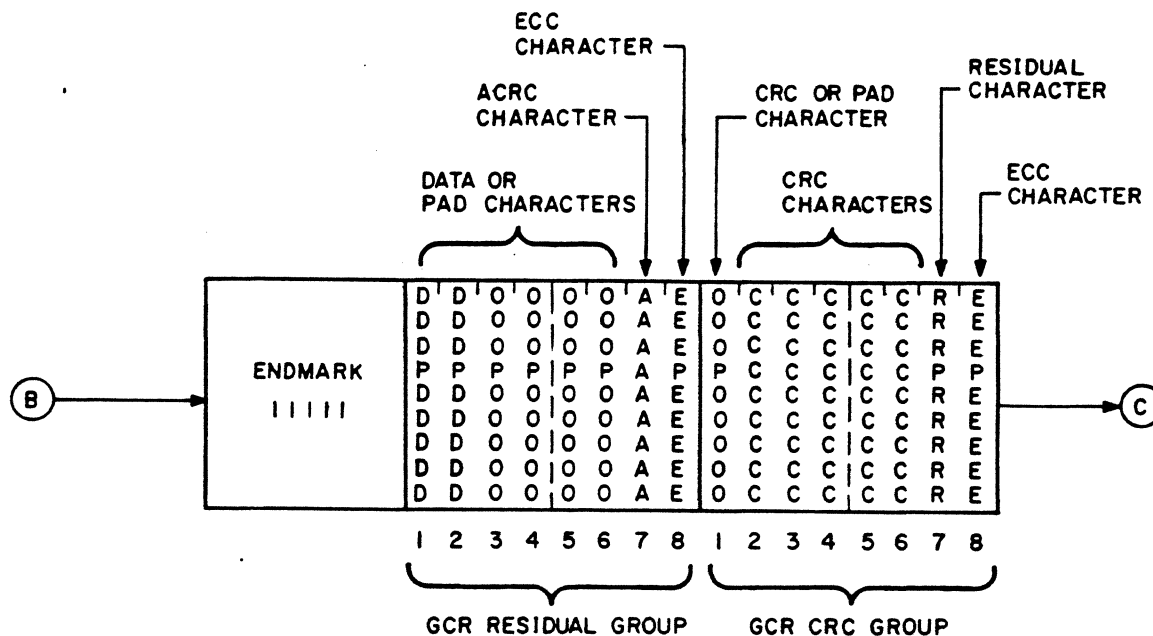 ECC
CHARACTER
ACRC
CHARACTER
CRC OR PAD
CHARACTER
RESIDUAL
CHARACTER
DATA OR
PAD CHARACTERS
CRC
CHARACTERS
ECC
CHARACTER
B
ENDMARK
11111
D D O O O O A E O C C C C C R E
D D O O O O A E O C C C C C R E
D D O O O O A E O C C C C C R E
P P P P P P A P P C C C C C P P
D D O O O O A E O C C C C C R E
D D O O O O A E O C C C C C R E
D D O O O O A E O C C C C C R E
D D O O O O A E O C C C C C R E
D D O O O O A E O C C C C C R E
C
1 2 3 4 5 6 7 8 1 2 3 4 5 6 7 8
GCR RESIDUAL GROUP
GCR CRC GROUP